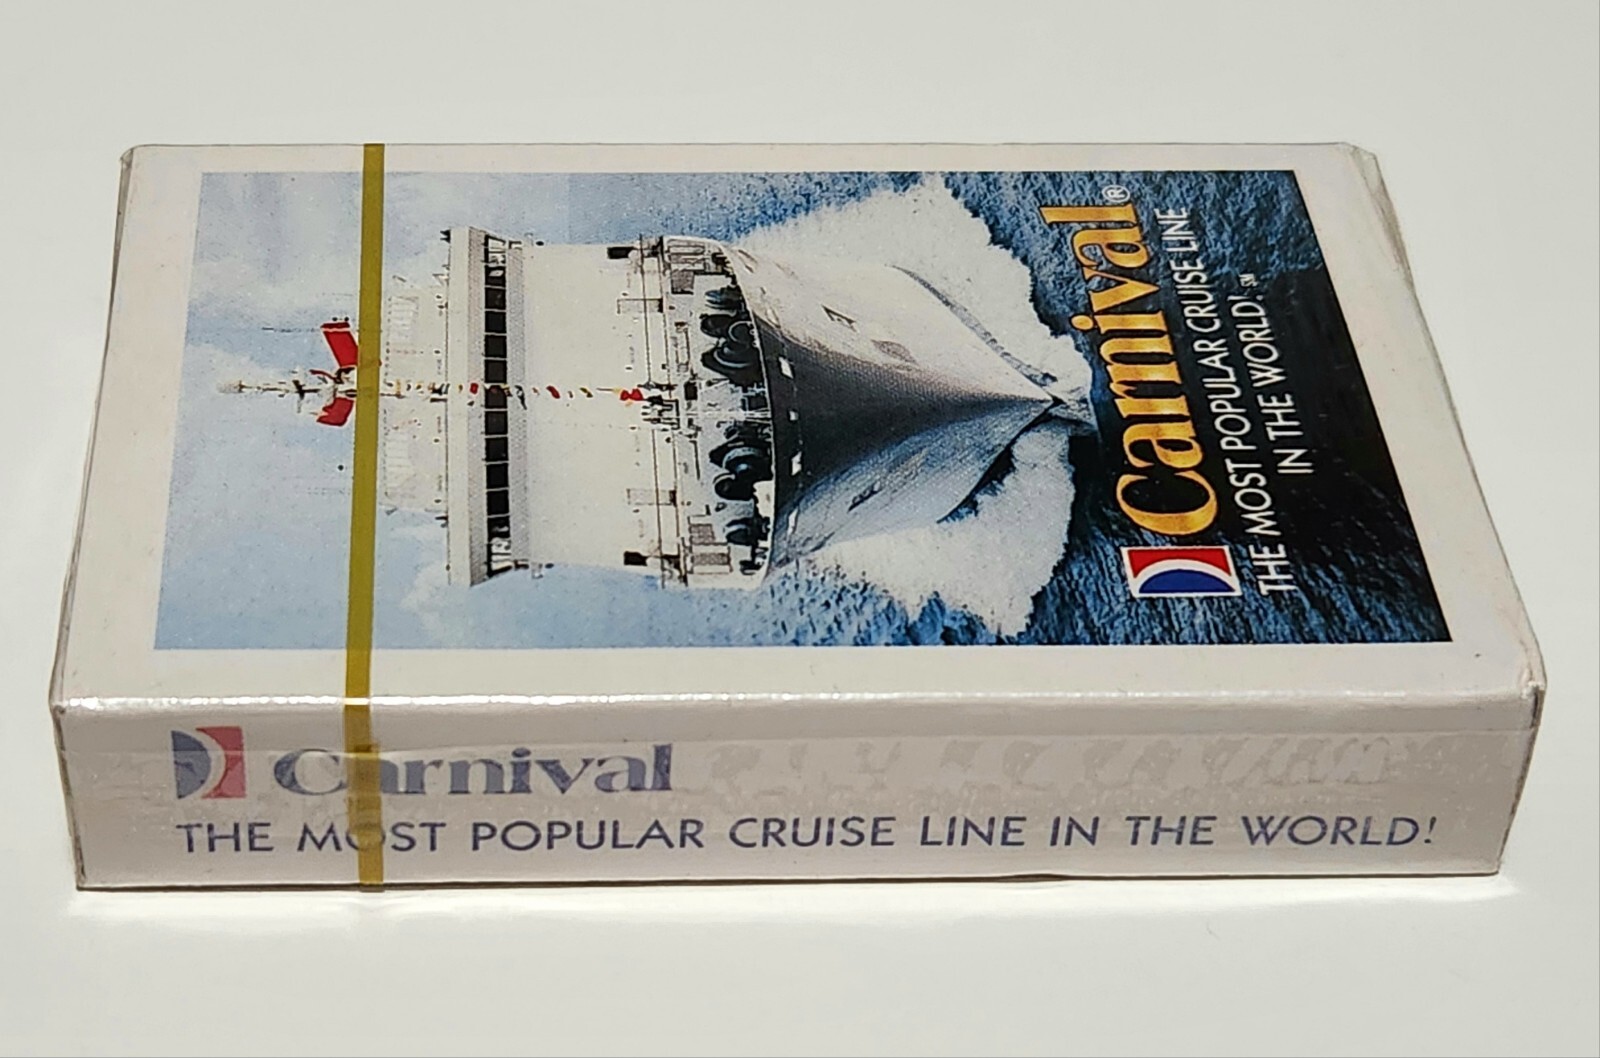 Carnival®
THE MOST POPULAR CRUISE LINE
IN THE WORLD!℠
Carnival
THE MOST POPULAR CRUISE LINE IN THE WORLD!